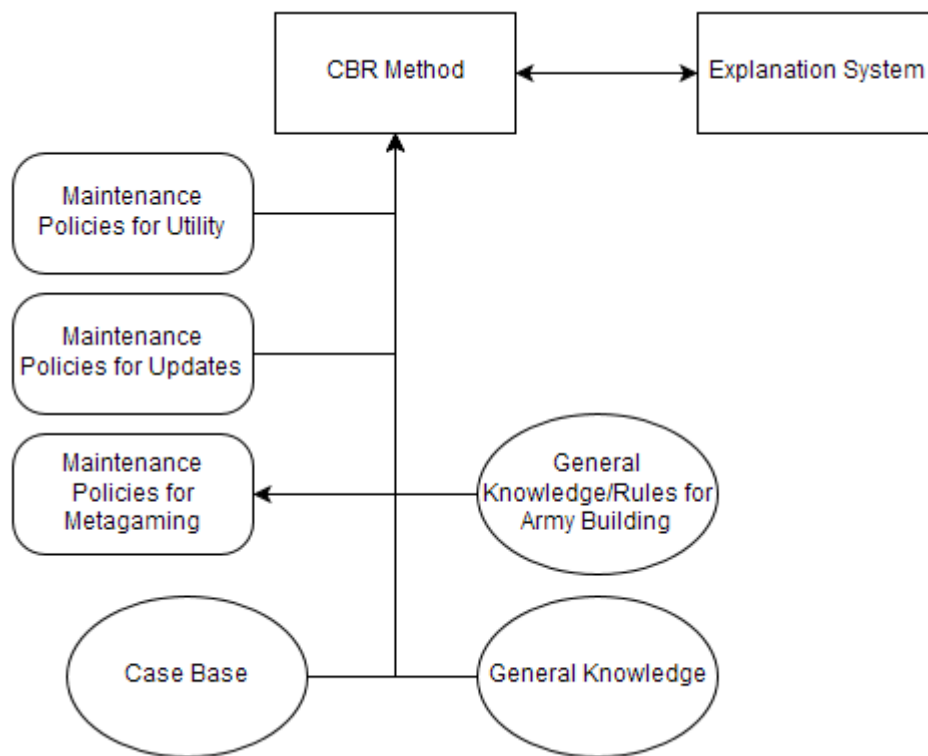 CBR Method
Explanation System
Maintenance
Policies for Utility
Maintenance
Policies for Updates
Maintenance
Policies for
Metagaming
General
Knowledge/Rules for
Army Building
Case Base
General Knowledge